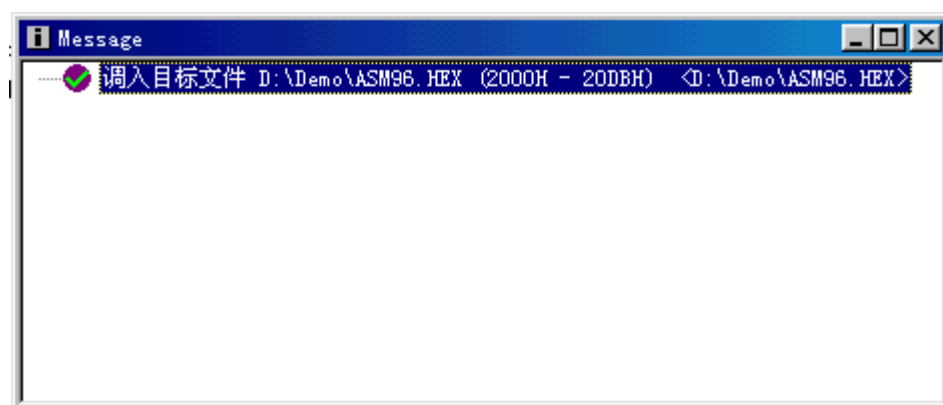 Message
调入目标文件 D:\Demo\ASM96.HEX (2000H - 20DBH) <D:\Demo\ASM96.HEX>